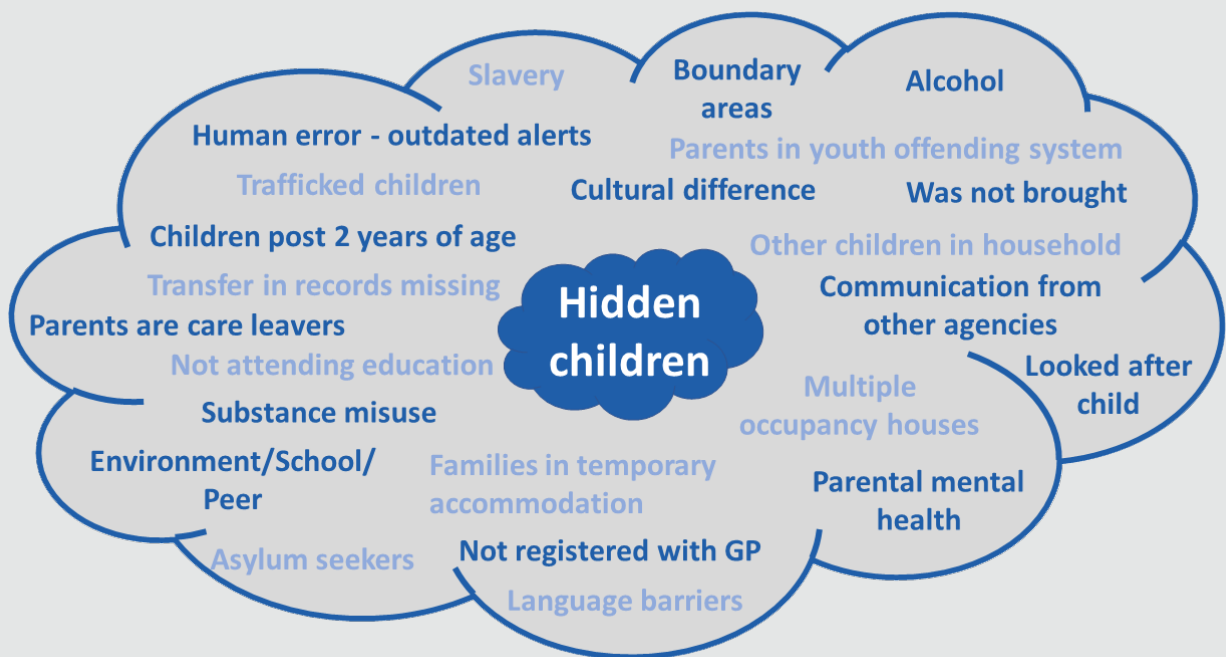 Slavery
Boundary
areas
Alcohol
Human error - outdated alerts
Parents in youth offending system
Trafficked children
Cultural difference
Was not brought
Children post 2 years of age
Other children in household
Transfer in records missing
Communication from
other agencies
Hidden
children
Parents are care leavers
Not attending education
Looked after
child
Multiple
occupancy houses
Substance misuse
Environment/School/
Peer
Families in temporary
accommodation
Parental mental
health
Asylum seekers
Not registered with GP
Language barriers